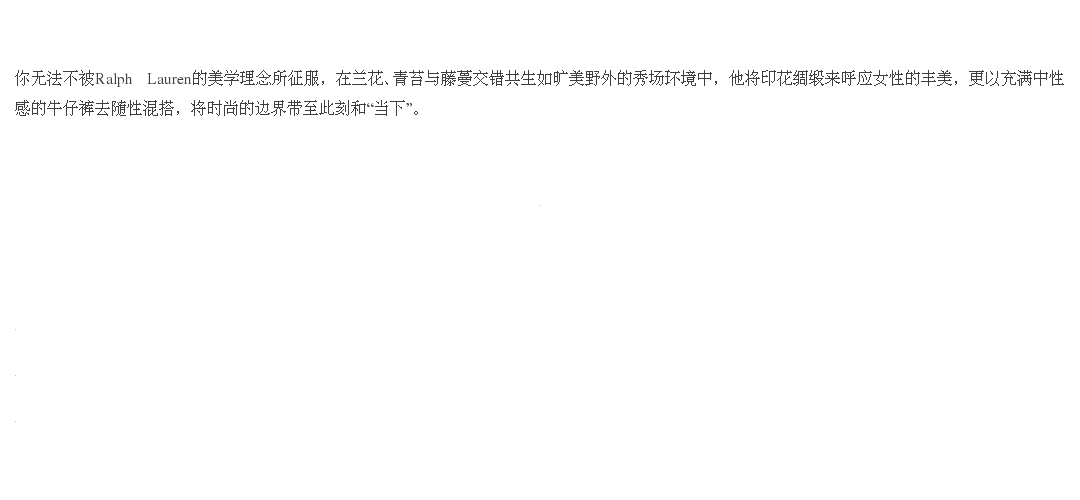 你无法不被Ralph　Lauren的美学理念所征服，在兰花、青苔与藤蔓交错共生如旷美野外的秀场环境中，他将印花绸缎来呼应女性的丰美，更以充满中性
感的牛仔裤去随性混搭，将时尚的边界带至此刻和“当下”。